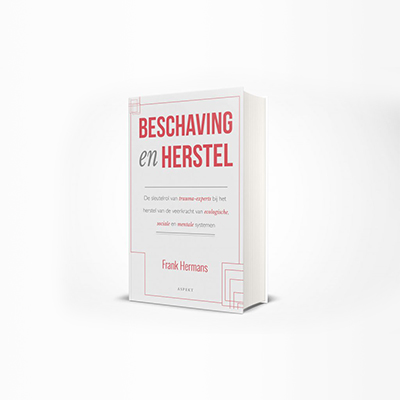 BESCHAVING
en HERSTEL
De sleutelrol van trauma-experts bij het
herstel van de veerkracht van ecologische,
sociale en mentale systemen
Frank Hermans
ASPEKT